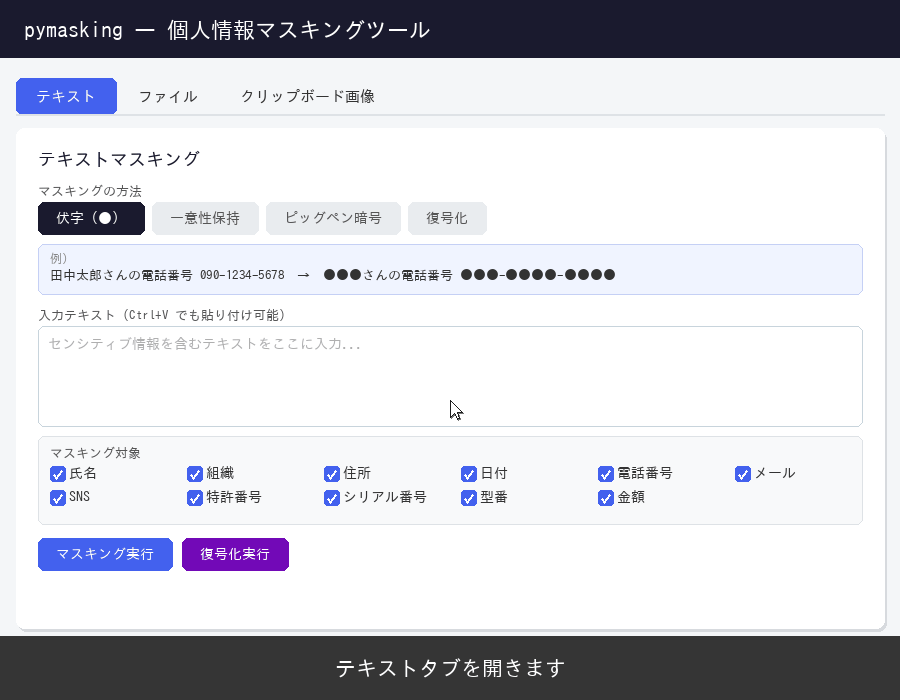 pymasking — 個人情報マスキングツール
テキスト ファイル クリップボード画像
テキストマスキング
マスキングの方法
伏字（●） 一意性保持 ピッグペン暗号 復号化
例）
田中太郎さんの電話番号 090-1234-5678 → ●●●さんの電話番号 ●●●-●●●●-●●●●
入力テキスト（Ctrl+V でも貼り付け可能）
センシティブ情報を含むテキストをここに入力...
マスキング対象
氏名 組織 住所 日付 電話番号 メール
SNS 特許番号 シリアル番号 型番 金額
マスキング実行 復号化実行
テキストタブを開きます